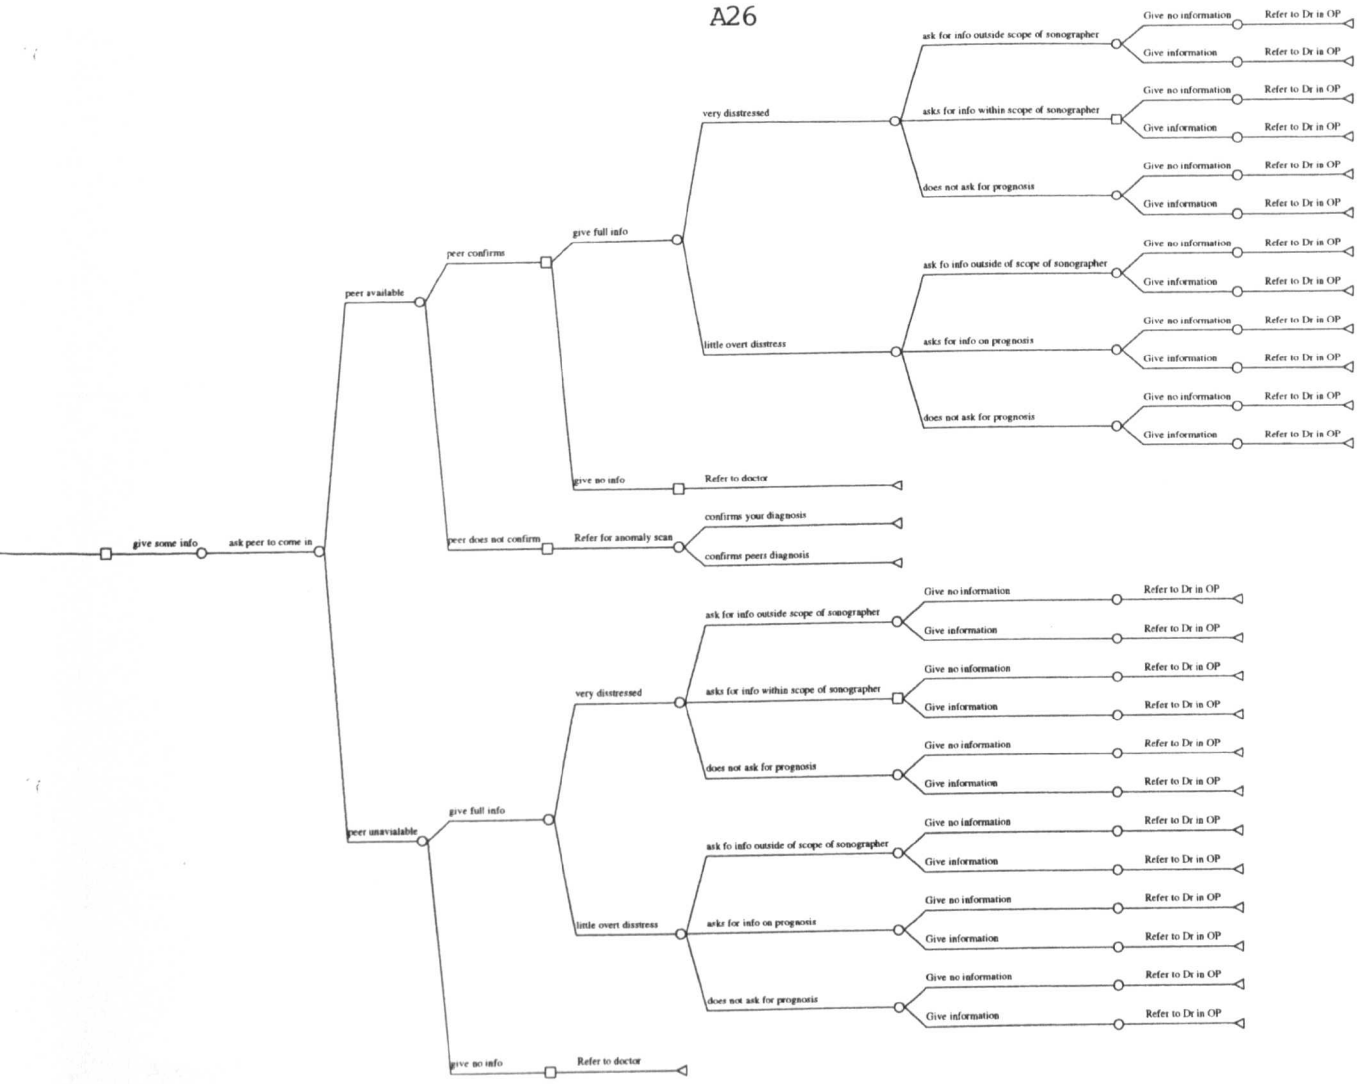 A26
Give no information Refer to Dr in OP
ask for info outside scope of sonographer
Give information Refer to Dr in OP
Give no information Refer to Dr in OP
very disstressed
asks for info within scope of sonographer
Give information Refer to Dr in OP
Give no information Refer to Dr in OP
does not ask for prognosis
Give information Refer to Dr in OP
give full info
peer confirms
Give no information Refer to Dr in OP
ask fo info outside of scope of sonographer
Give information Refer to Dr in OP
peer available
Give no information Refer to Dr in OP
little overt disstress
asks for info on prognosis
Give information Refer to Dr in OP
Give no information Refer to Dr in OP
does not ask for prognosis
Give information Refer to Dr in OP
give no info Refer to doctor
confirms your diagnosis
give some info ask peer to come in
peer does not confirm Refer for anomaly scan
confirms peers diagnosis
Give no information Refer to Dr in OP
ask for info outside scope of sonographer
Give information Refer to Dr in OP
Give no information Refer to Dr in OP
very disstressed
asks for info within scope of sonographer
Give information Refer to Dr in OP
Give no information Refer to Dr in OP
does not ask for prognosis
Give information Refer to Dr in OP
give full info
peer unavialable
Give no information Refer to Dr in OP
ask fo info outside of scope of sonographer
Give information Refer to Dr in OP
Give no information Refer to Dr in OP
little overt disstress
asks for info on prognosis
Give information Refer to Dr in OP
Give no information Refer to Dr in OP
does not ask for prognosis
Give information Refer to Dr in OP
give no info Refer to doctor